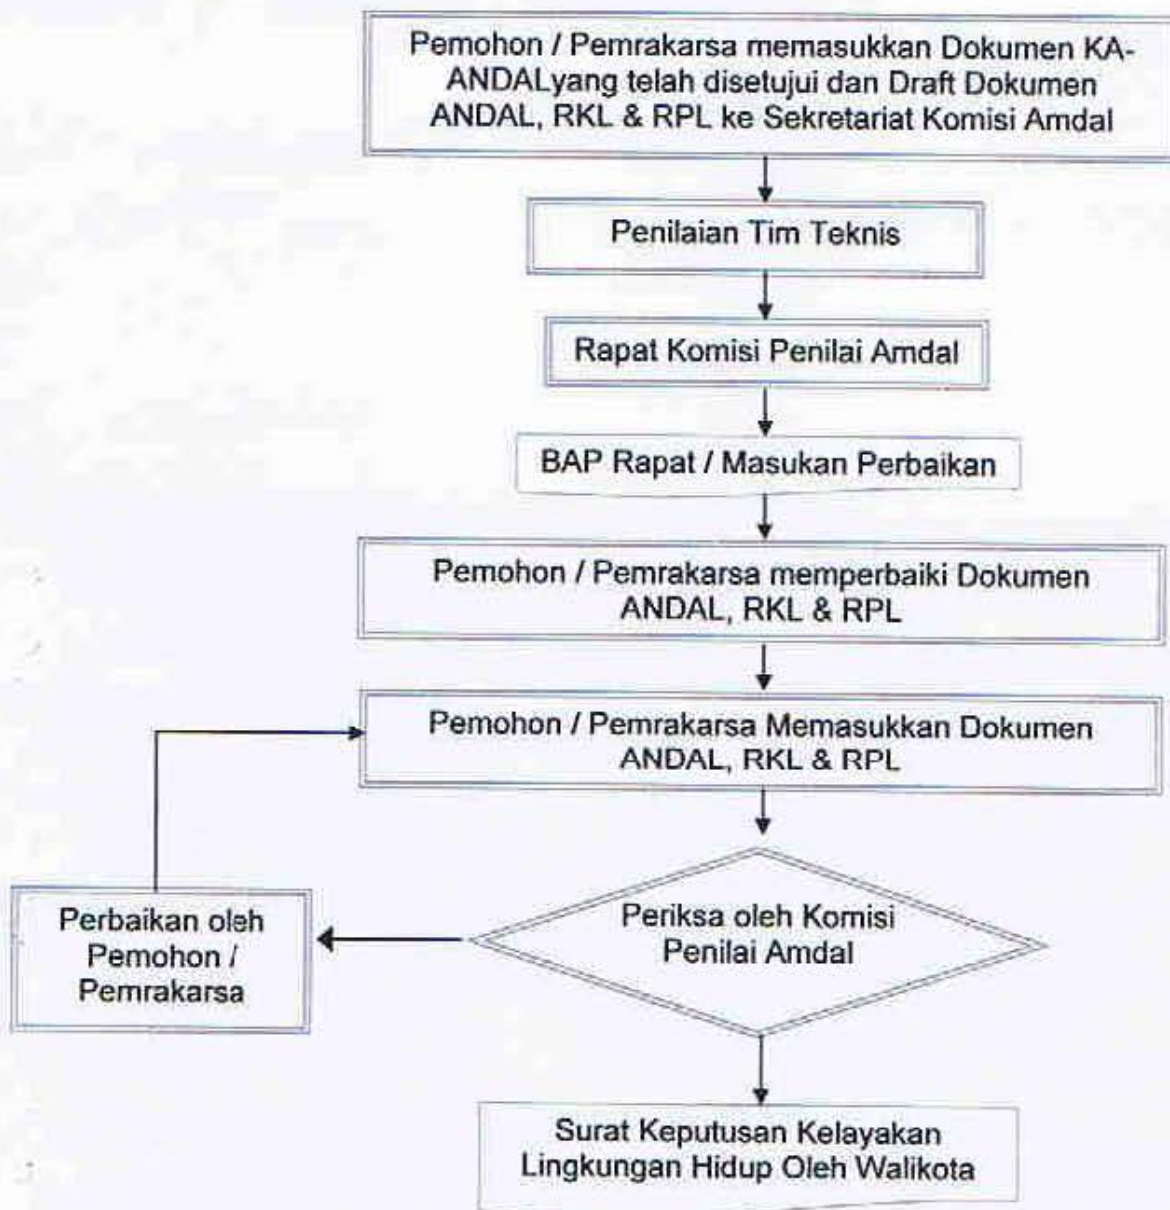 Pemohon / Pemrakarsa memasukkan Dokumen KA-
ANDALyang telah disetujui dan Draft Dokumen
ANDAL, RKL & RPL ke Sekretariat Komisi Amdal
Penilaian Tim Teknis
Rapat Komisi Penilai Amdal
BAP Rapat / Masukan Perbaikan
Pemohon / Pemrakarsa memperbaiki Dokumen
ANDAL, RKL & RPL
Pemohon / Pemrakarsa Memasukkan Dokumen
ANDAL, RKL & RPL
Periksa oleh Komisi
Penilai Amdal
Perbaikan oleh
Pemohon /
Pemrakarsa
Surat Keputusan Kelayakan
Lingkungan Hidup Oleh Walikota